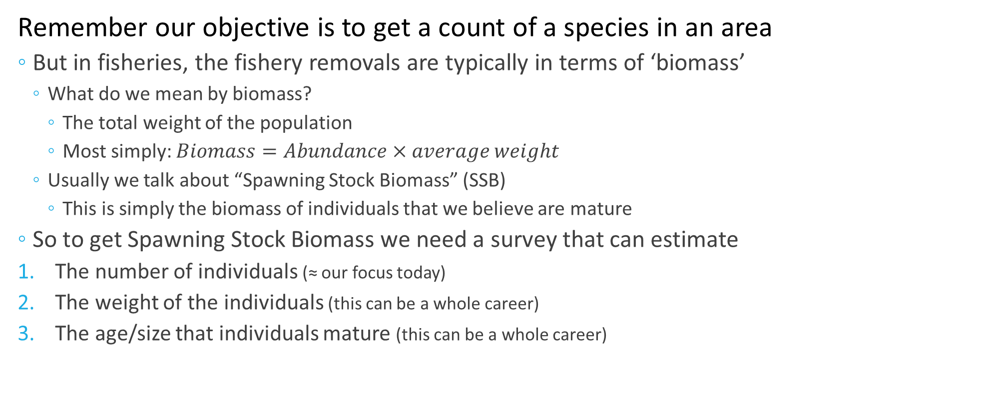 Remember our objective is to get a count of a species in an area
◦ But in fisheries, the fishery removals are typically in terms of ‘biomass’
◦ What do we mean by biomass?
◦ The total weight of the population
◦ Most simply: Biomass = Abundance × average weight
◦ Usually we talk about “Spawning Stock Biomass” (SSB)
◦ This is simply the biomass of individuals that we believe are mature
◦ So to get Spawning Stock Biomass we need a survey that can estimate
1. The number of individuals (≈ our focus today)
2. The weight of the individuals (this can be a whole career)
3. The age/size that individuals mature (this can be a whole career)